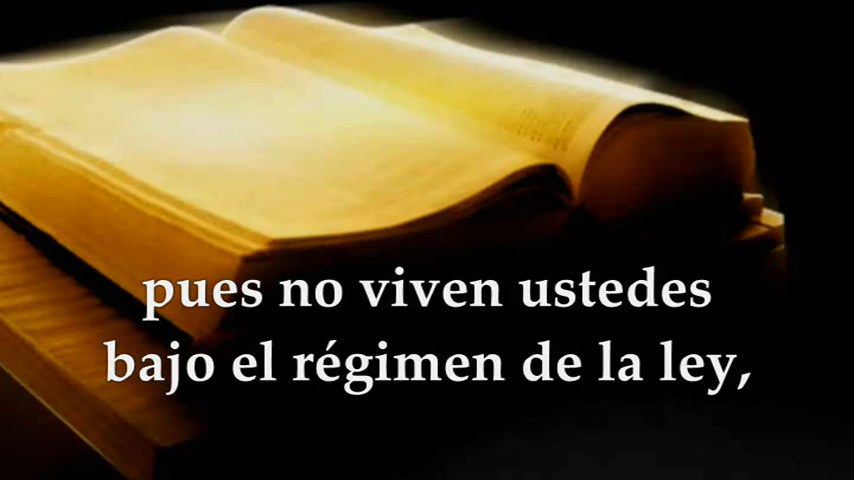 pues no viven ustedes
bajo el régimen de la ley,